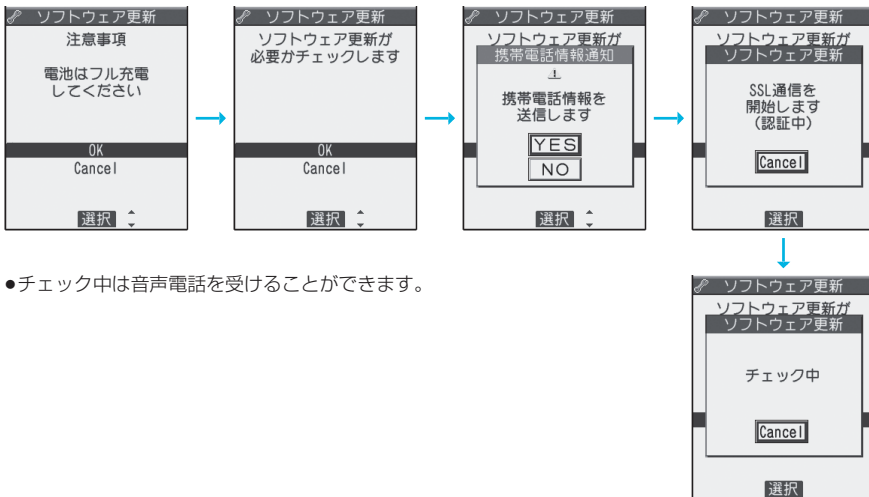 ソフトウェア更新
注意事項
電池はフル充電
してください
OK
Cancel
選択
ソフトウェア更新
ソフトウェア更新が
必要かチェックします
OK
Cancel
選択
ソフトウェア更新
ソフトウェア更新が
携帯電話情報通知
携帯電話情報を
送信します
YES
NO
選択
ソフトウェア更新
ソフトウェア更新が
ソフトウェア更新
SSL通信を
開始します
(認証中)
Cancel
選択
●チェック中は音声電話を受けることができます。
ソフトウェア更新
ソフトウェア更新が
ソフトウェア更新
チェック中
Cancel
選択